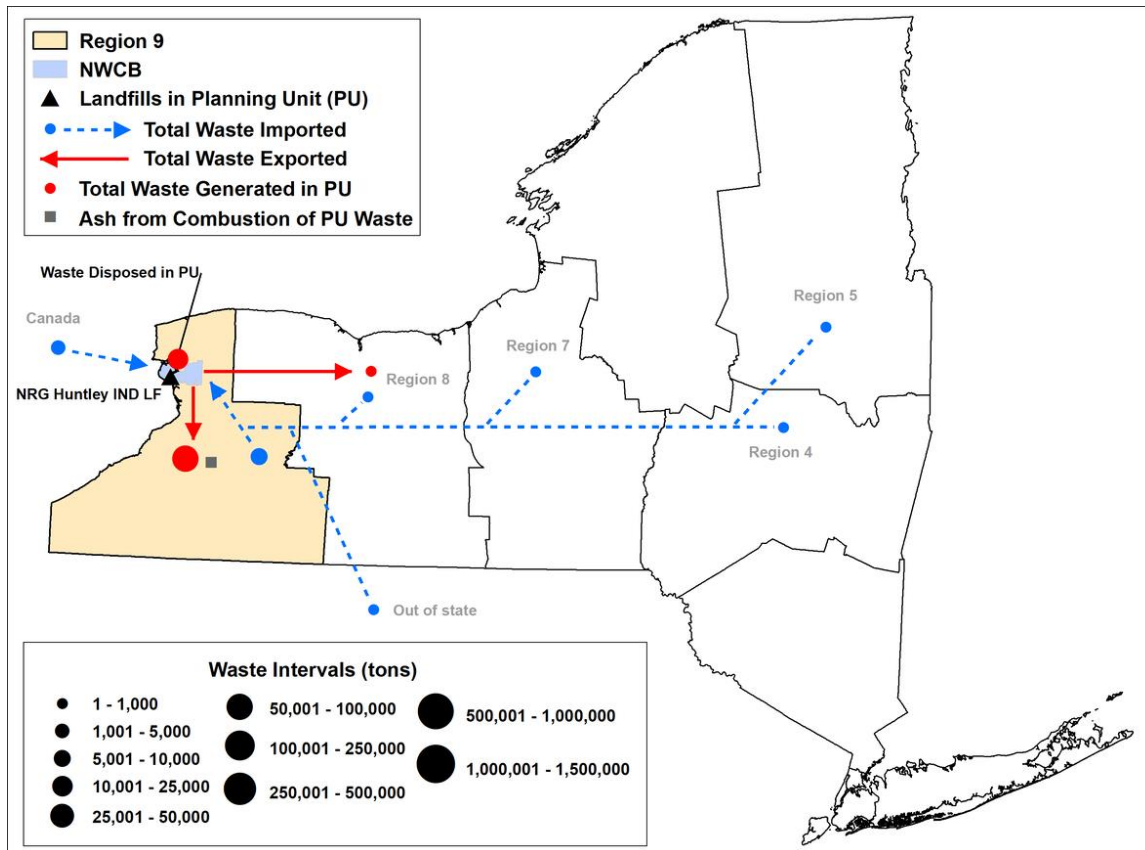 Region 9
NWCB
Landfills in Planning Unit (PU)
Total Waste Imported
Total Waste Exported
Total Waste Generated in PU
Ash from Combustion of PU Waste
Waste Disposed in PU
Canada
NRG Huntley IND LF
Region 8
Region 7
Region 5
Region 4
Out of state
Waste Intervals (tons)
1 - 1,000
1,001 - 5,000
5,001 - 10,000
10,001 - 25,000
25,001 - 50,000
50,001 - 100,000
100,001 - 250,000
250,001 - 500,000
500,001 - 1,000,000
1,000,001 - 1,500,000